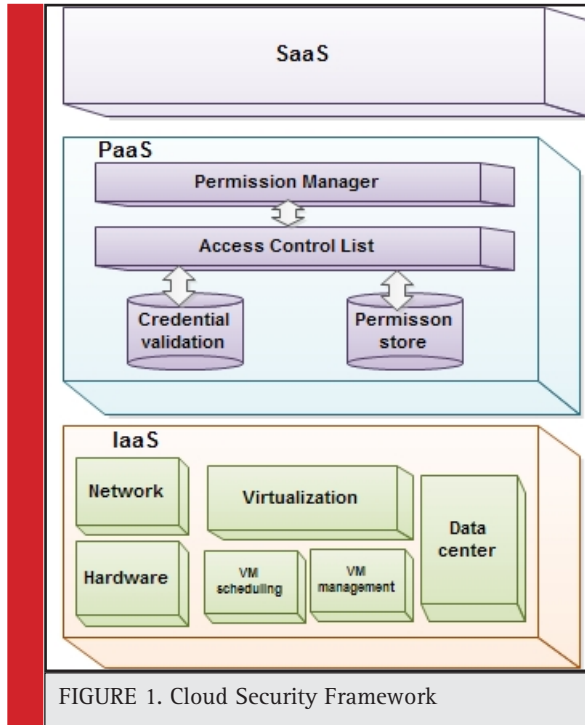 SaaS
PaaS
Permission Manager
Access Control List
Credential
validation
Permisson
store
IaaS
Network
Virtualization
Data
center
Hardware
VM
scheduling
VM
management
FIGURE 1. Cloud Security Framework